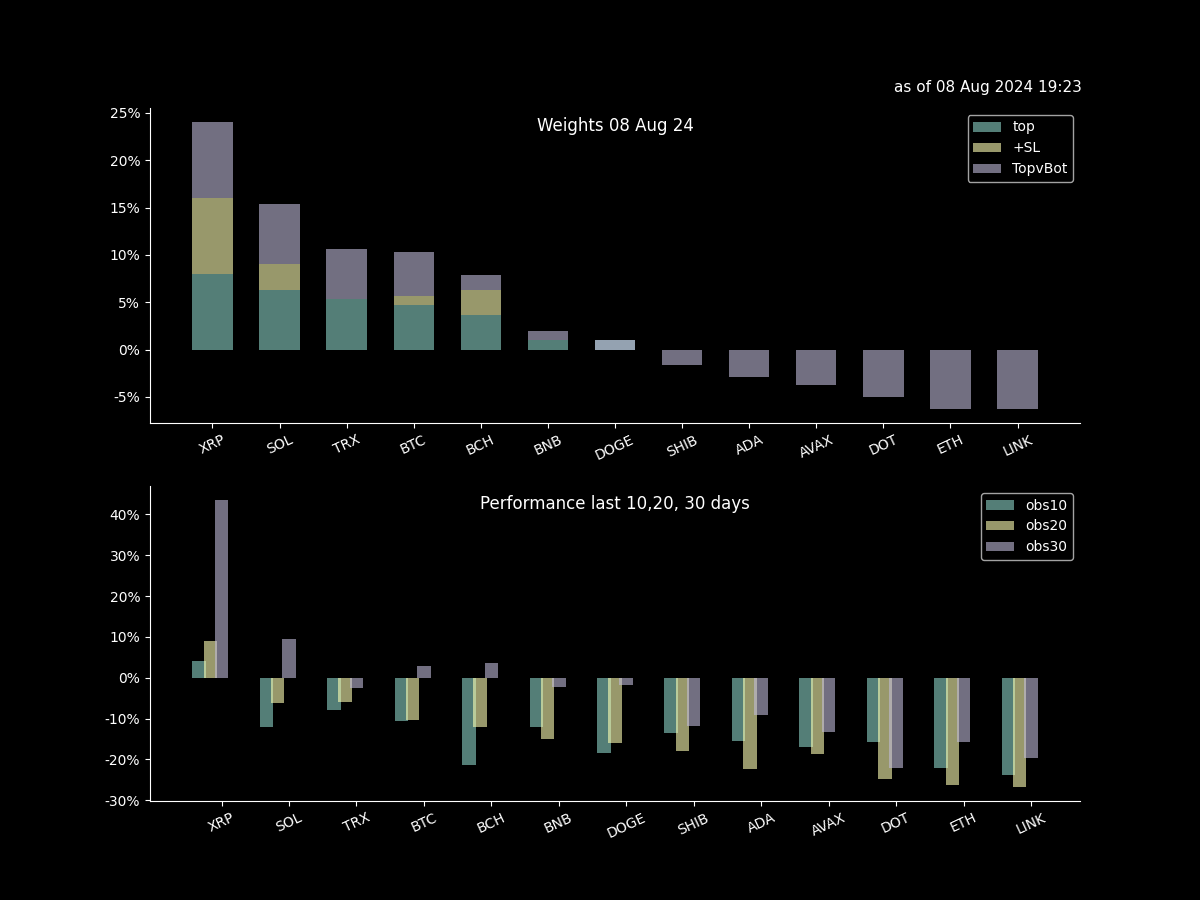 as of 08 Aug 2024 19:23
Weights 08 Aug 24
top
+SL
TopvBot
25%
20%
15%
10%
5%
0%
-5%
XRP SOL TRX BTC BCH BNB DOGE SHIB ADA AVAX DOT ETH LINK
Performance last 10,20, 30 days
obs10
obs20
obs30
40%
30%
20%
10%
0%
-10%
-20%
-30%
XRP SOL TRX BTC BCH BNB DOGE SHIB ADA AVAX DOT ETH LINK